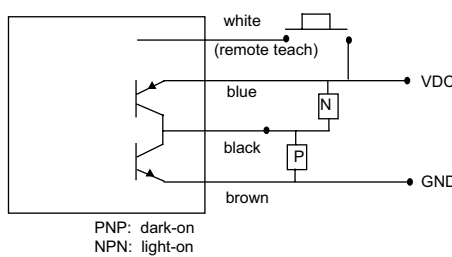 white
(remote teach)
blue
VDC
N
black
P
brown
GND
PNP: dark-on
NPN: light-on